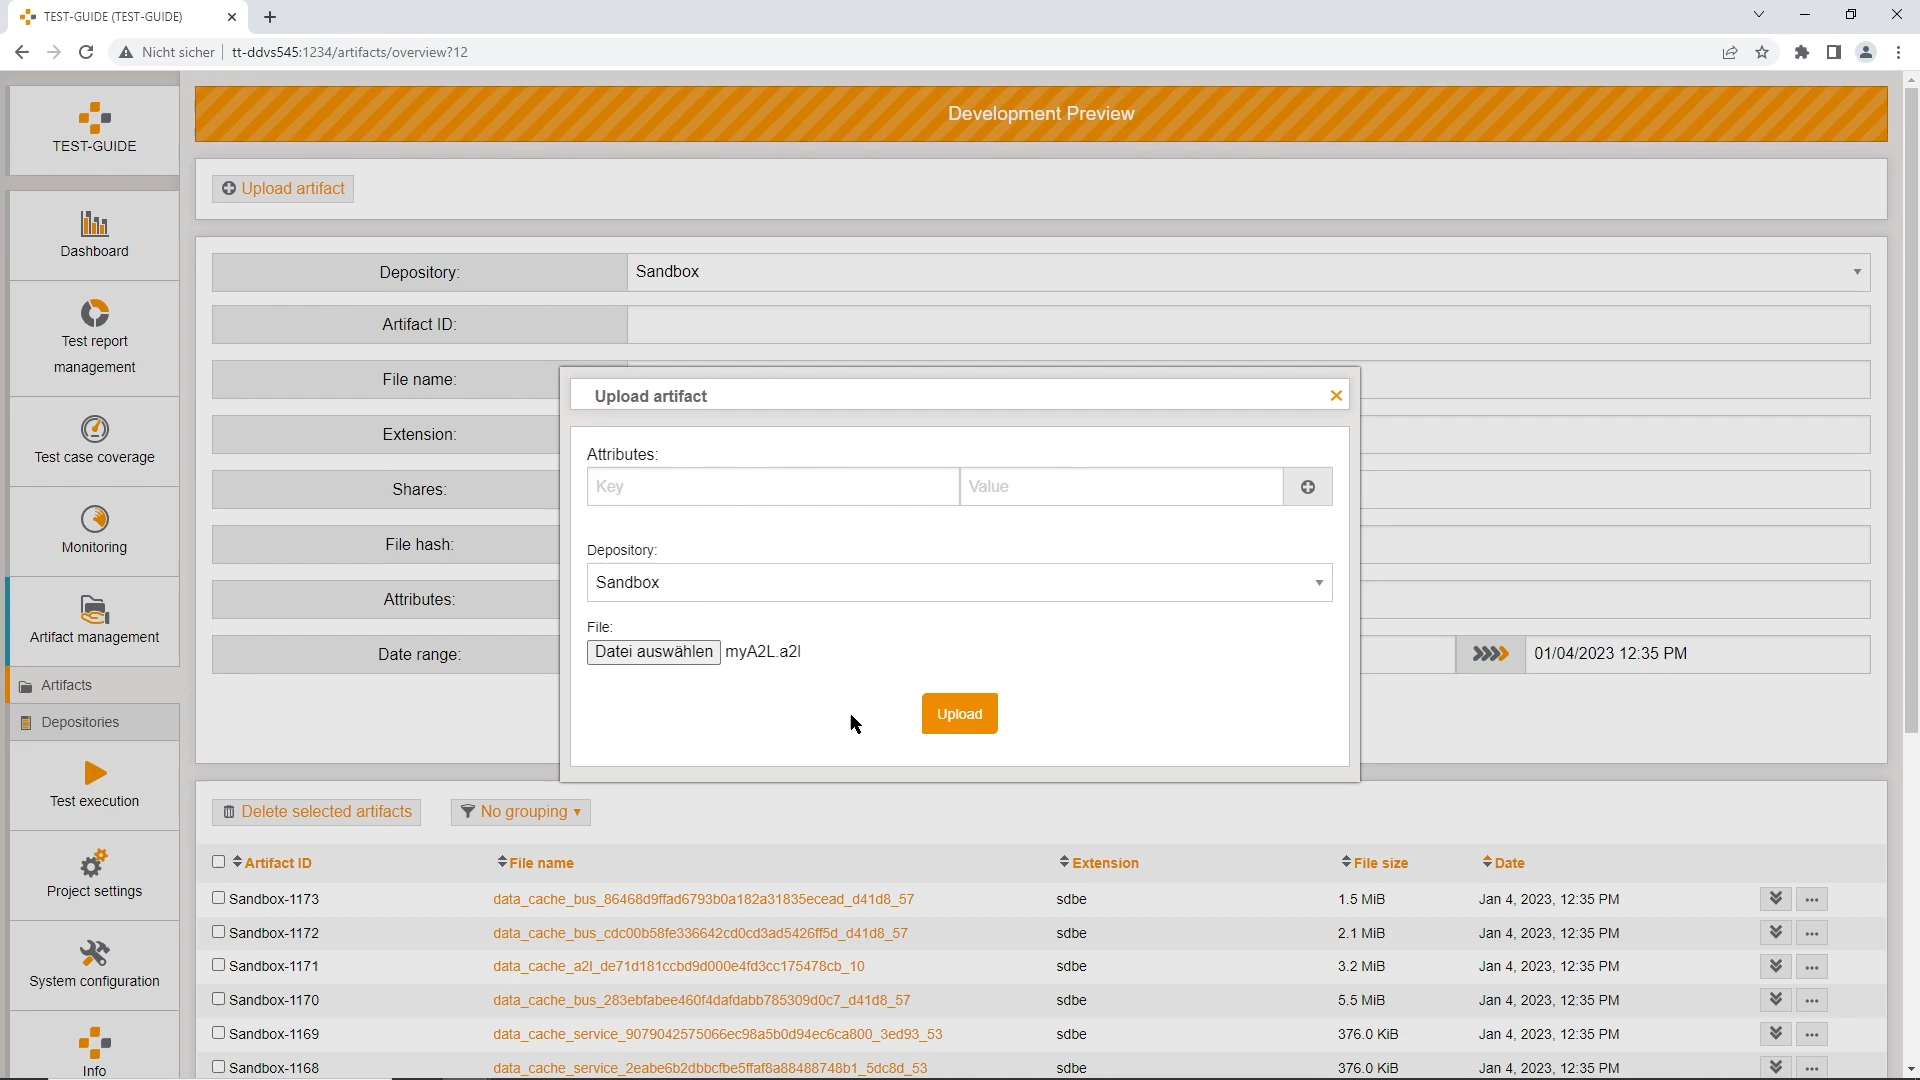 TEST-GUIDE (TEST-GUIDE)
Nicht sicher
tt-ddvs545:1234/artifacts/overview?12
TEST-GUIDE
Development Preview
Upload artifact
Dashboard
Test report
management
Test case coverage
Monitoring
Artifact management
Artifacts
Depositories
Test execution
Project settings
System configuration
Info
Depository: Sandbox
Artifact ID:
File name:
Extension:
Shares:
File hash:
Attributes:
Date range: 01/04/2023 12:35 PM
Upload artifact
Attributes:
Key Value
Depository:
Sandbox
File:
Datei auswählen myA2L.a2l
Upload
Delete selected artifacts No grouping
Artifact ID File name Extension File size Date
Sandbox-1173 data_cache_bus_86468d9ffad6793b0a182a31835ecead_d41d8_57 sdbe 1.5 MiB Jan 4, 2023, 12:35 PM
Sandbox-1172 data_cache_bus_cdc00b58fe336642cd0cd3ad5426ff5d_d41d8_57 sdbe 2.1 MiB Jan 4, 2023, 12:35 PM
Sandbox-1171 data_cache_a2l_de71d181ccbd9d000e4fd3cc175478cb_10 sdbe 3.2 MiB Jan 4, 2023, 12:35 PM
Sandbox-1170 data_cache_bus_283ebfabee460f4dafdabb785309d0c7_d41d8_57 sdbe 5.5 MiB Jan 4, 2023, 12:35 PM
Sandbox-1169 data_cache_service_9079042575066ec98a5b0d94ec6ca800_3ed93_53 sdbe 376.0 KiB Jan 4, 2023, 12:35 PM
Sandbox-1168 data_cache_service_2eabe6b2dbbcfbe5ffaf8a88488748b1_5dc8d_53 sdbe 376.0 KiB Jan 4, 2023, 12:35 PM